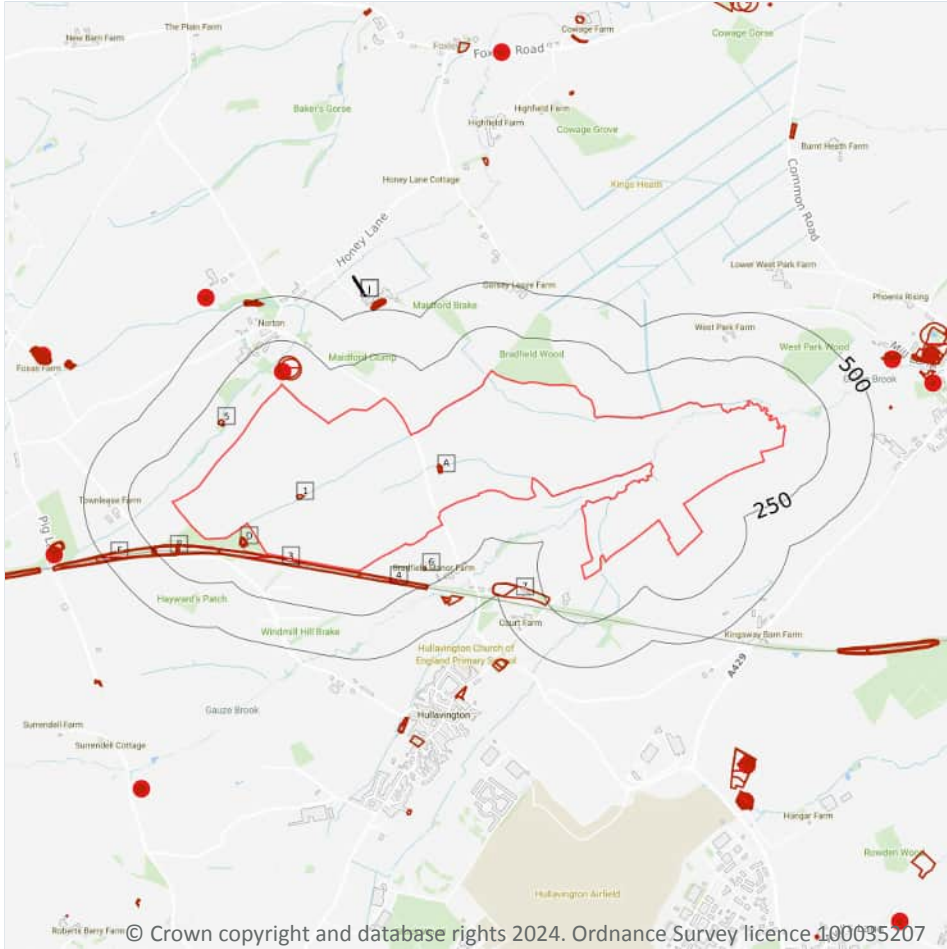 The Plain Farm
New Barn Farm
Cowage Farm
Cowage Gorse
Foxley
Foxley Road
Baker's Gorse
Highfield Farm
Highfield Farm
Cowage Grove
Burnt Heath Farm
Honey Lane Cottage
Kings Heath
Common Road
Honey Lane
Lower West Park Farm
I
Gorsey Leaze Farm
Phoenix Rising
Maidford Brake
Norton
West Park Farm
West Park Wood
Mill
Bradfield Wood
Maidford Clump
Brook
500
5
A
1
Townlease Farm
250
Pig L
D
B
F
3
6
4
Bradfield Manor Farm
7
Hayward's Patch
Court Farm
Windmill Hill Brake
Kingsway Barn Farm
Hullavington Church of
England Primary School
A429
Gauze Brook
Hullavington
Surrendell Farm
Surrendell Cottage
Hangar Farm
Rowden Wood
Hullavington Airfield
Roberts Barry Farm
© Crown copyright and database rights 2024. Ordnance Survey licence 100035207